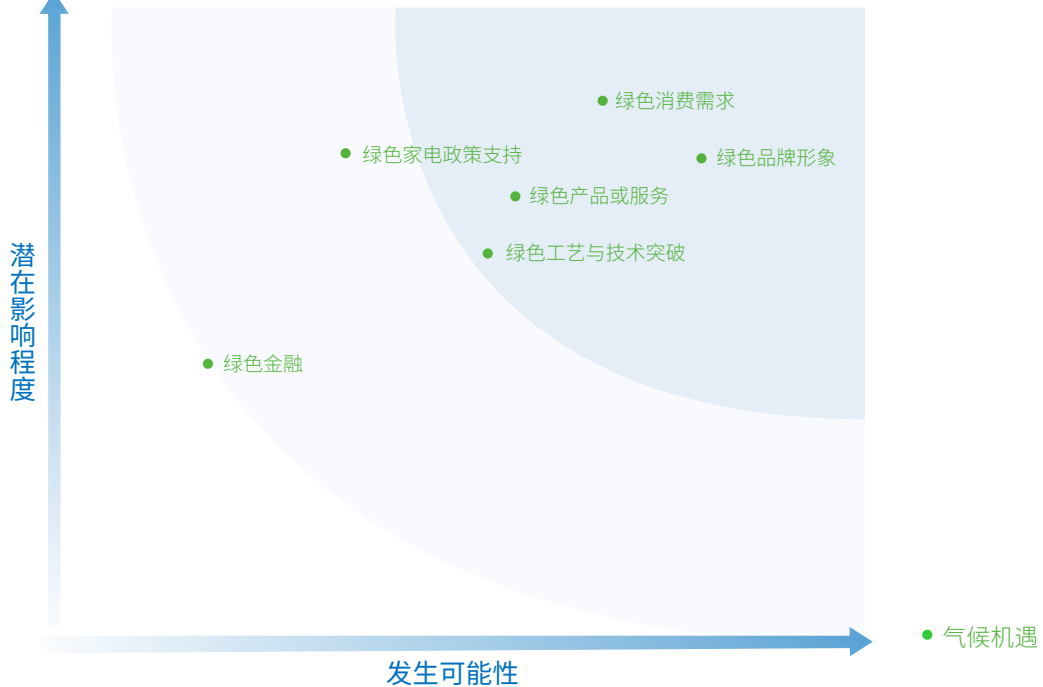 绿色消费需求
绿色家电政策支持
绿色品牌形象
绿色产品或服务
绿色工艺与技术突破
潜在影响程度
绿色金融
气候机遇
发生可能性